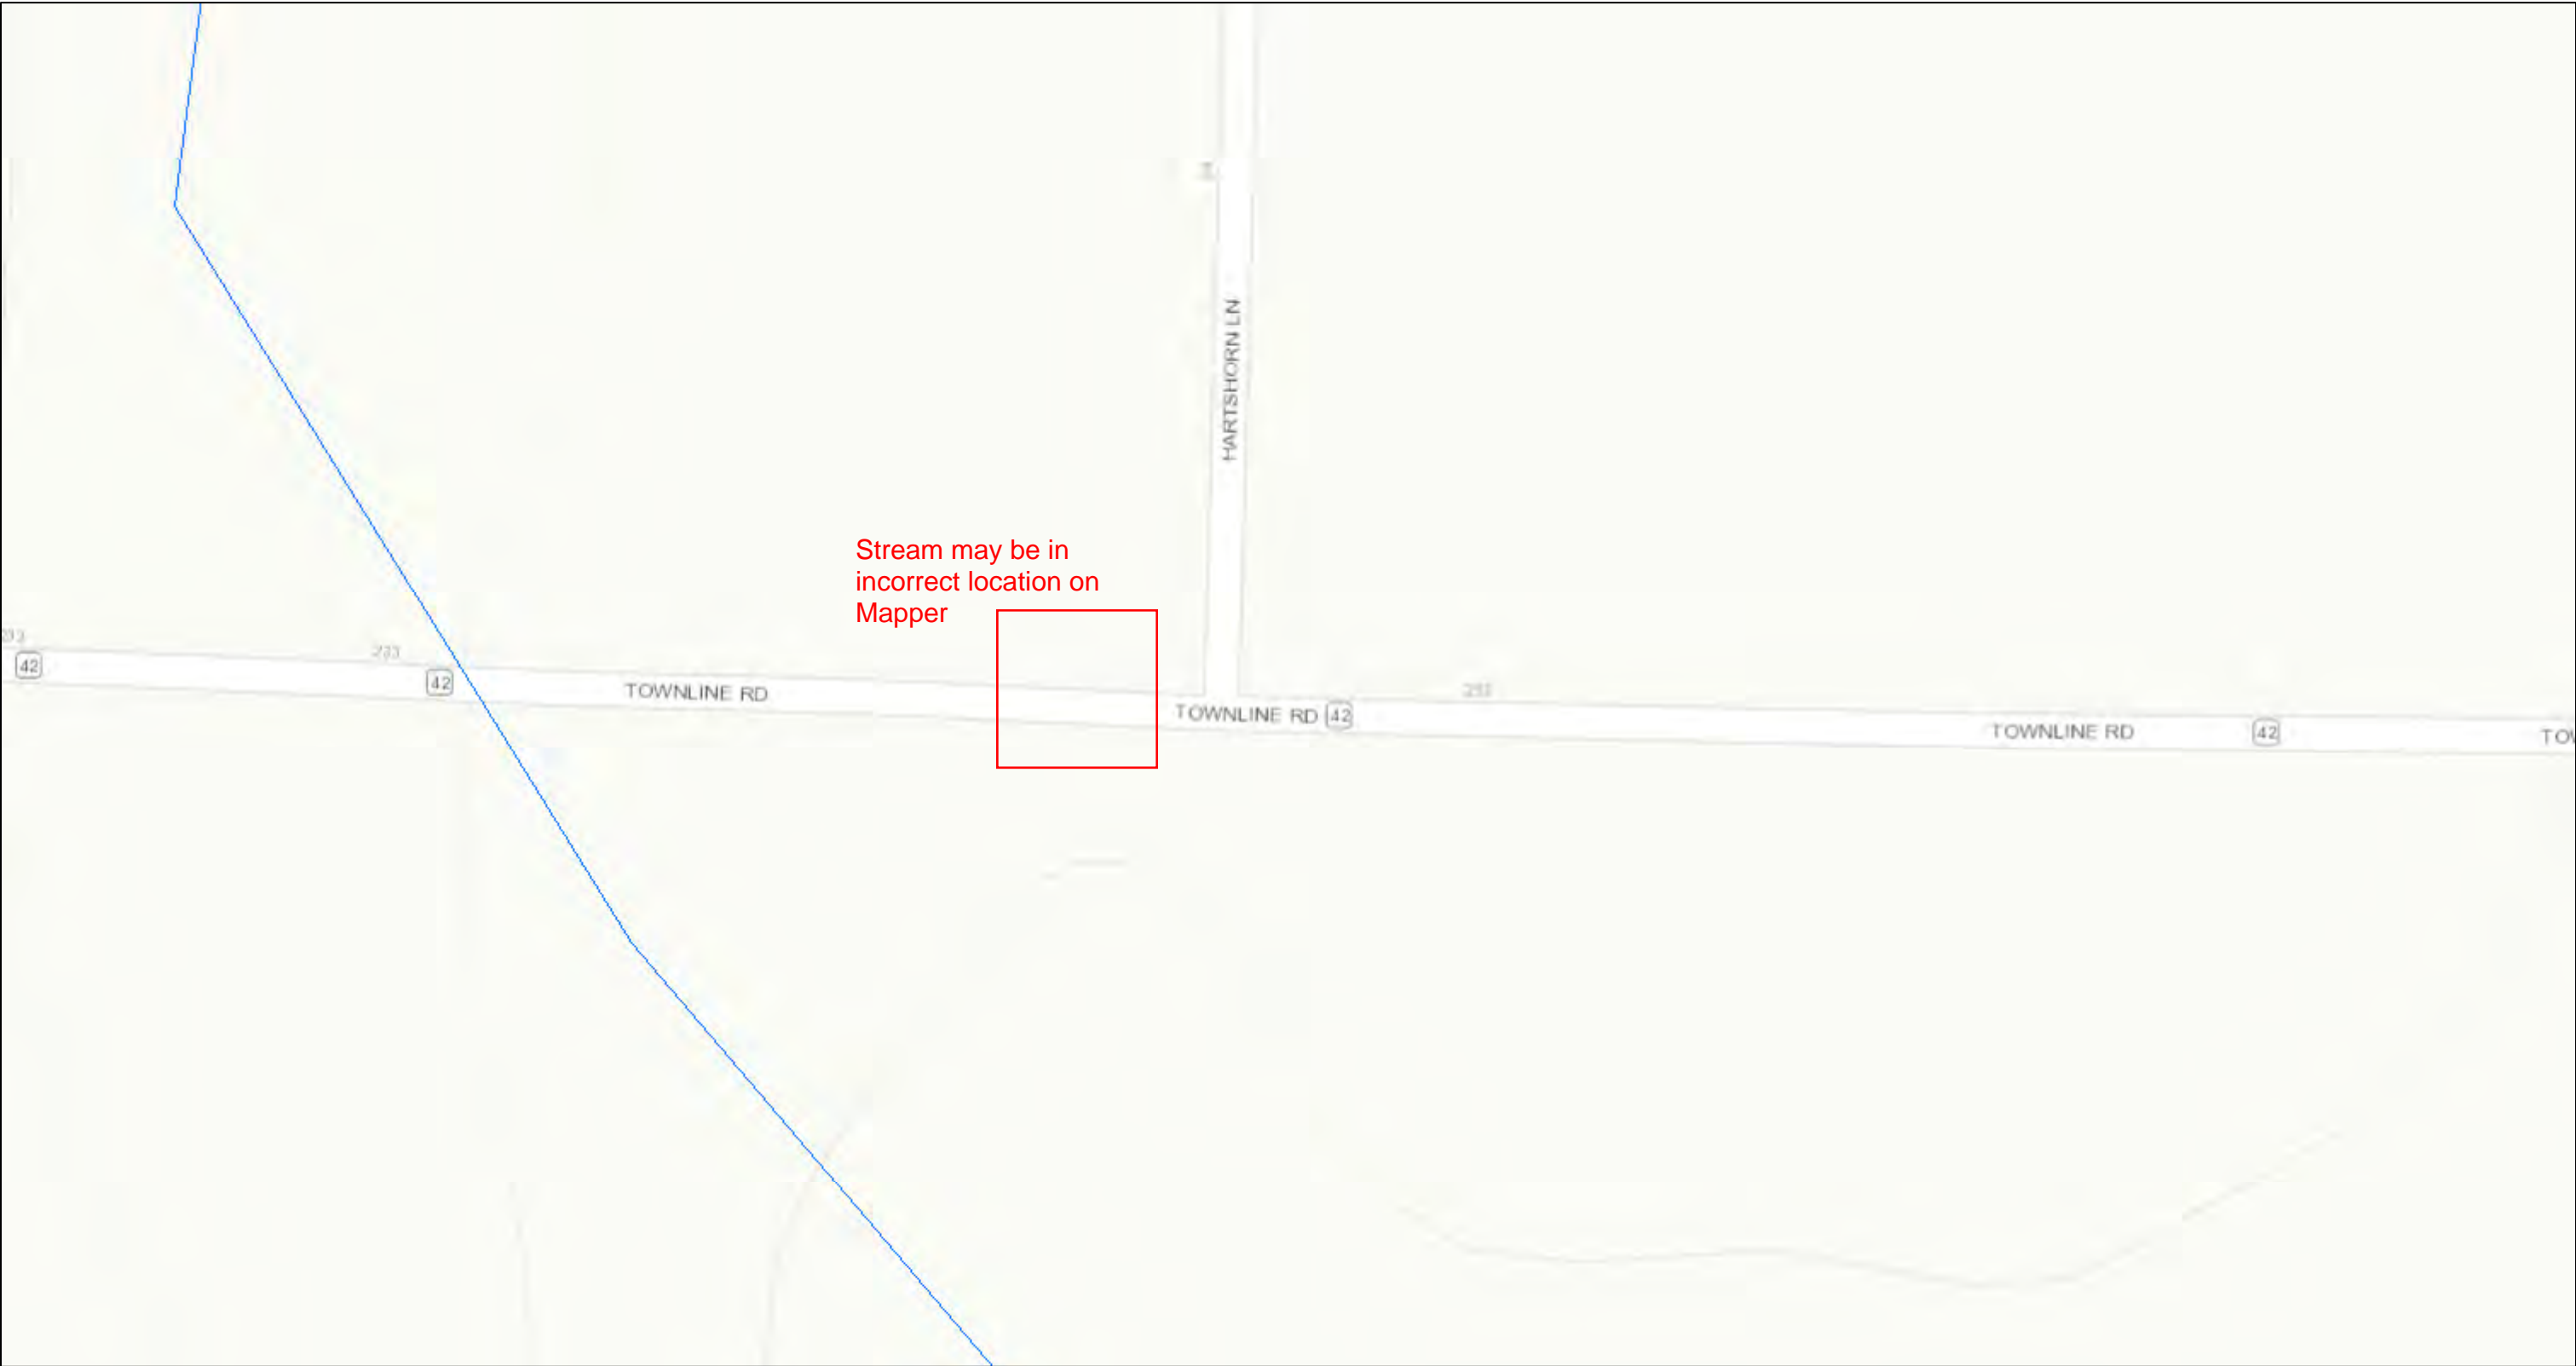 HARTSHORN LN
Stream may be in
incorrect location on
Mapper
233
42
42
TOWNLINE RD
TOWNLINE RD 42
TOWNLINE RD
42